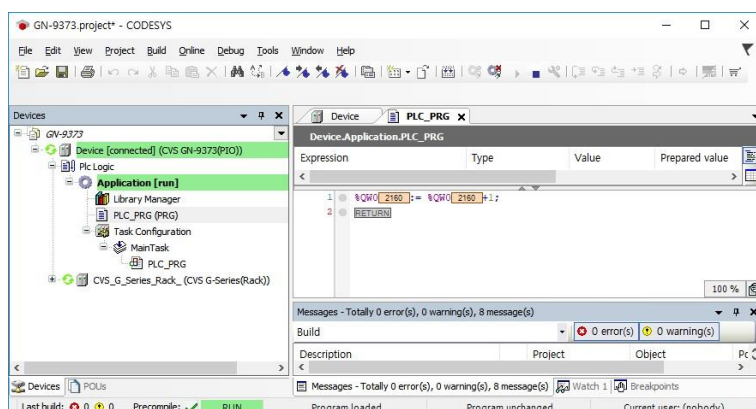 GN-9373.project* - CODESYS
File Edit View Project Build Online Debug Tools Window Help
Devices
GN-9373
Device [connected] (CVS GN-9373(PIO))
Plc Logic
Application [run]
Library Manager
PLC_PRG (PRG)
Task Configuration
MainTask
PLC_PRG
CVS_G_Series_Rack_ (CVS G-Series(Rack))
Devices POUs
Device PLC_PRG
Device.Application.PLC_PRG
Expression Type Value Prepared value
1 %QW0 2160 := %QW0 2160 +1;
2 RETURN
100 %
Messages - Totally 0 error(s), 0 warning(s), 8 message(s)
Build 0 error(s) 0 warning(s)
Description Project Object
Messages - Totally 0 error(s), 0 warning(s), 8 message(s) Watch 1 Breakpoints
Last build: 0 0 Precompile: RUN Program loaded Program unchanged Current user: (nobody)